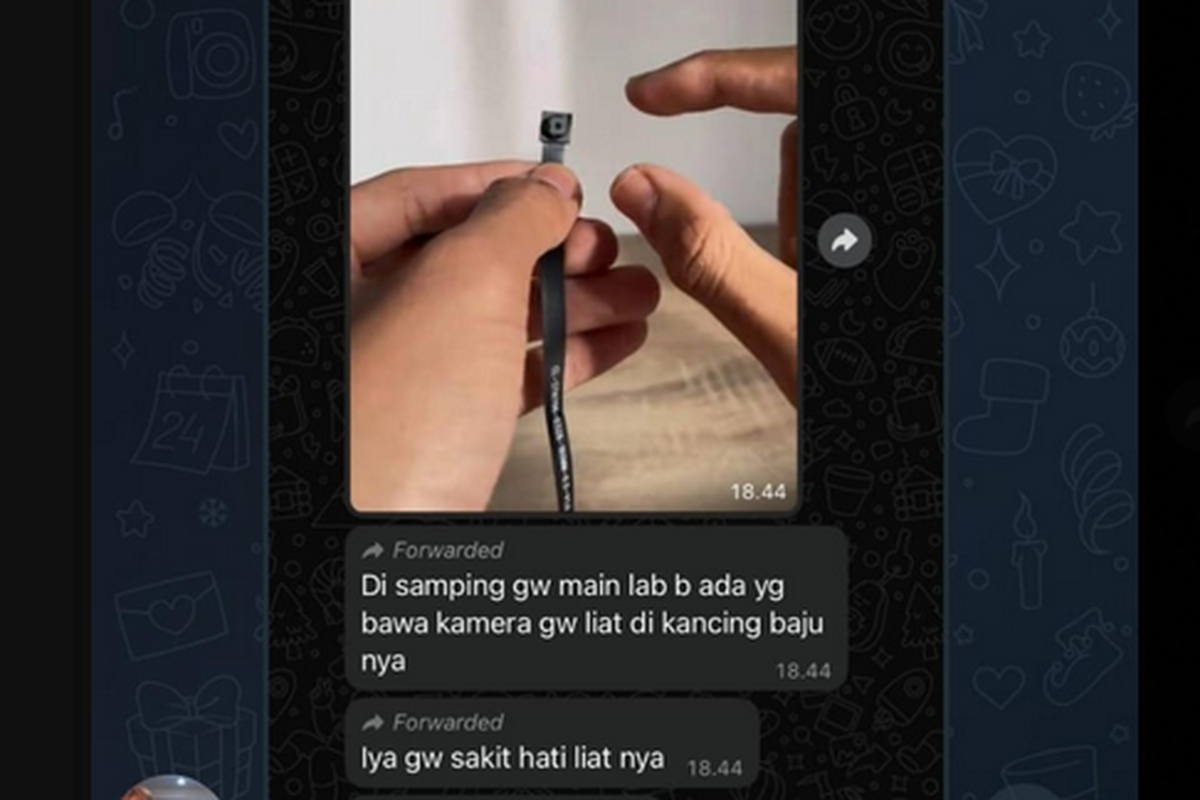 18.44
Forwarded
Di samping gw main lab b ada yg
bawa kamera gw liat di kancing baju
nya
18.44
Forwarded
Iya gw sakit hati liat nya
18.44
24